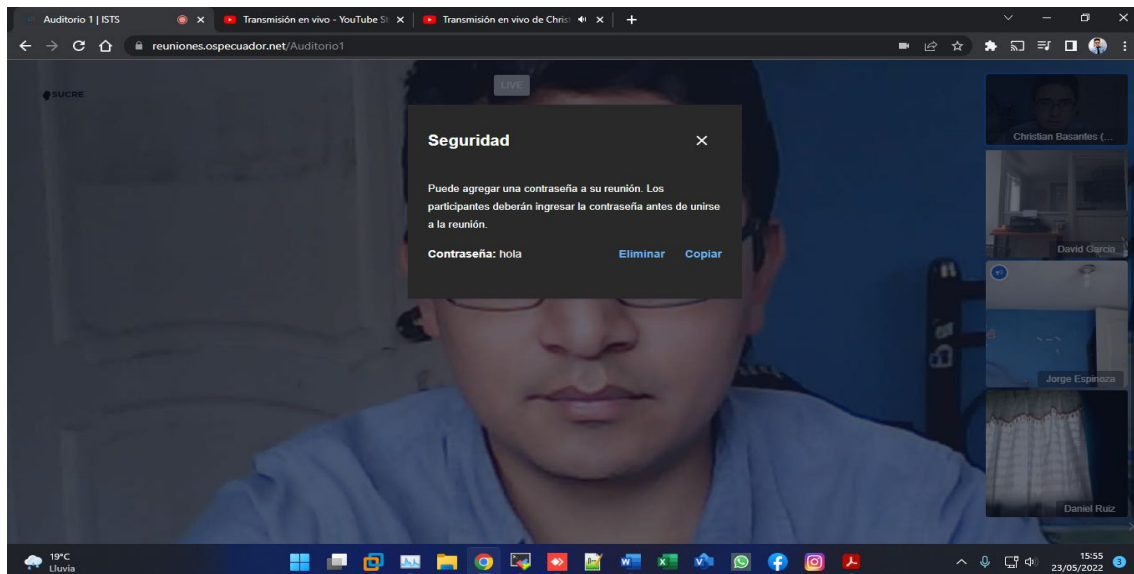 Auditorio 1 | ISTS
Transmisión en vivo - YouTube St
Transmisión en vivo de Christ
reuniones.ospecuador.net/Auditorio1
SUCRE
LIVE
Seguridad
Puede agregar una contraseña a su reunión. Los
participantes deberán ingresar la contraseña antes de unirse
a la reunión.
Contraseña: hola
Eliminar
Copiar
Christian Basantes (...
David Garcia
Jorge Espinoza
Daniel Ruiz
19°C
Lluvia
15:55
23/05/2022
3